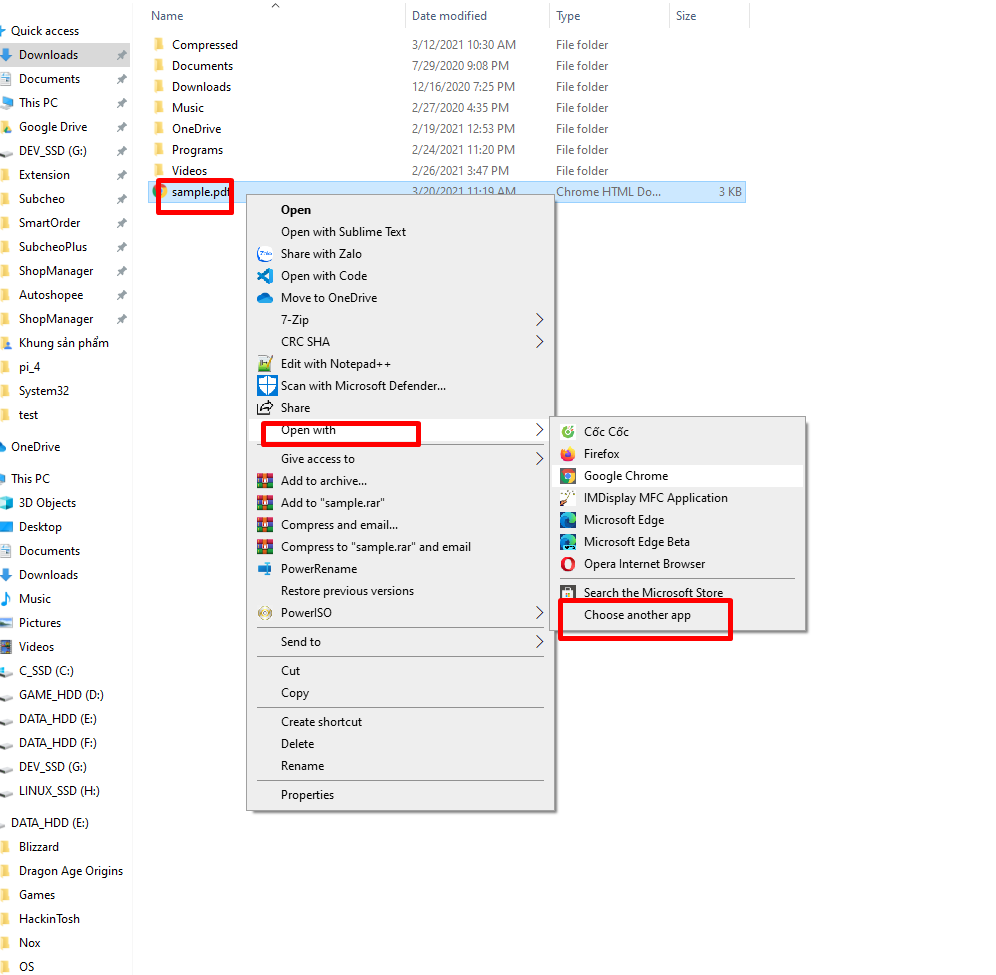 Name Date modified Type Size
Quick access
Downloads
Documents
This PC
Google Drive
DEV_SSD (G:)
Extension
Subcheo
SmartOrder
SubcheoPlus
ShopManager
Autoshopee
ShopManager
Khung sản phẩm
pi_4
System32
test
OneDrive
This PC
3D Objects
Desktop
Documents
Downloads
Music
Pictures
Videos
C_SSD (C:)
GAME_HDD (D:)
DATA_HDD (E:)
DATA_HDD (F:)
DEV_SSD (G:)
LINUX_SSD (H:)
DATA_HDD (E:)
Blizzard
Dragon Age Origins
Games
HackinTosh
Nox
OS
Compressed 3/12/2021 10:30 AM File folder
Documents 7/29/2020 9:08 PM File folder
Downloads 12/16/2020 7:25 PM File folder
Music 2/27/2020 4:35 PM File folder
OneDrive 2/19/2021 12:53 PM File folder
Programs 2/24/2021 11:20 PM File folder
Videos 2/26/2021 3:47 PM File folder
sample.pdf 3/20/2021 11:19 AM Chrome HTML Do... 3 KB
Open
Open with Sublime Text
Share with Zalo
Open with Code
Move to OneDrive
7-Zip
CRC SHA
Edit with Notepad++
Scan with Microsoft Defender...
Share
Open with
Give access to
Add to archive...
Add to "sample.rar"
Compress and email...
Compress to "sample.rar" and email
PowerRename
Restore previous versions
PowerISO
Send to
Cut
Copy
Create shortcut
Delete
Rename
Properties
Cốc Cốc
Firefox
Google Chrome
IMDisplay MFC Application
Microsoft Edge
Microsoft Edge Beta
Opera Internet Browser
Search the Microsoft Store
Choose another app